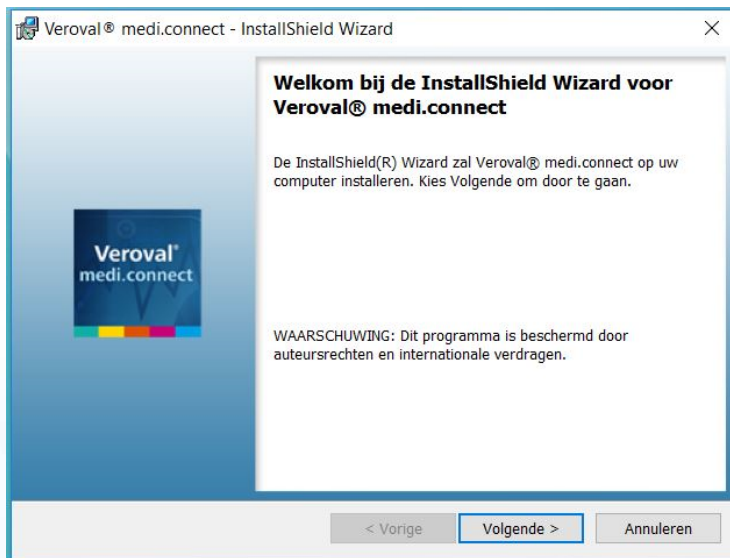 Veroval® medi.connect - InstallShield Wizard
Welkom bij de InstallShield Wizard voor
Veroval® medi.connect
De InstallShield(R) Wizard zal Veroval® medi.connect op uw
computer installeren. Kies Volgende om door te gaan.
Veroval®
medi.connect
WAARSCHUWING: Dit programma is beschermd door
auteursrechten en internationale verdragen.
< Vorige
Volgende >
Annuleren